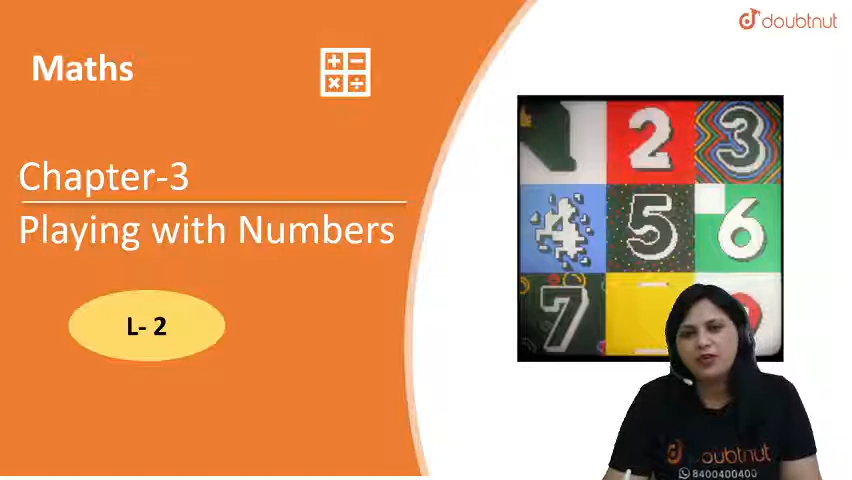 doubtnut
Maths
Chapter-3
Playing with Numbers
L- 2
2 3
4 5 6
7
doubtnut
8400400400